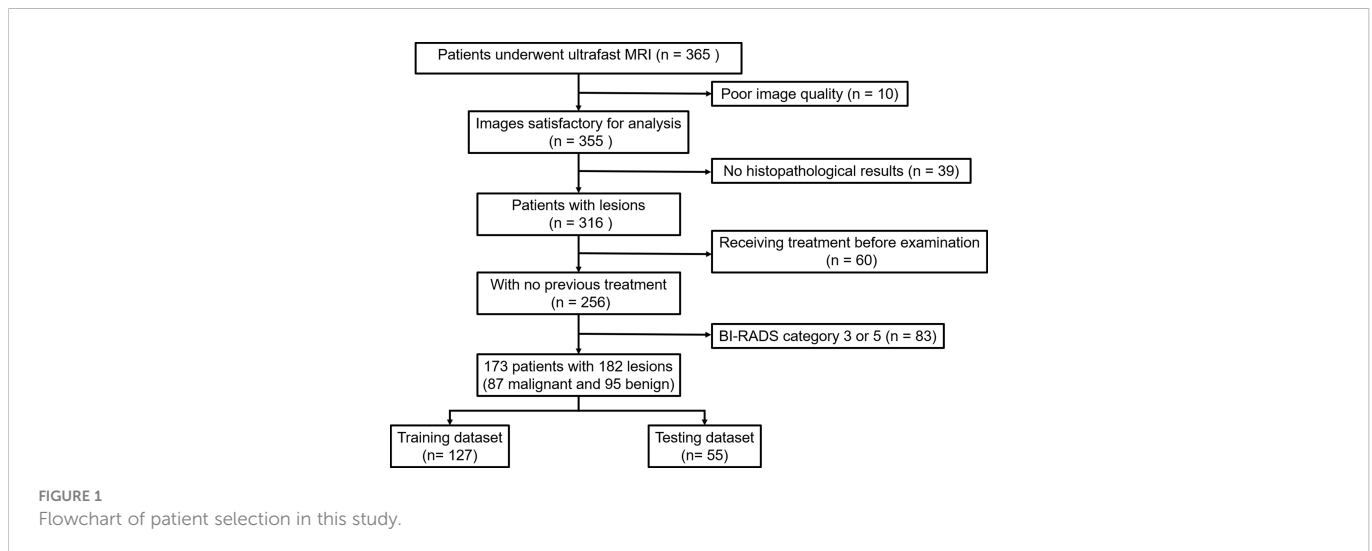 Patients underwent ultrafast MRI (n = 365 )
Poor image quality (n = 10)
Images satisfactory for analysis
(n = 355 )
No histopathological results (n = 39)
Patients with lesions
(n = 316 )
Receiving treatment before examination
(n = 60)
With no previous treatment
(n = 256)
BI-RADS category 3 or 5 (n = 83)
173 patients with 182 lesions
(87 malignant and 95 benign)
Training dataset
(n= 127)
Testing dataset
(n= 55)
FIGURE 1
Flowchart of patient selection in this study.